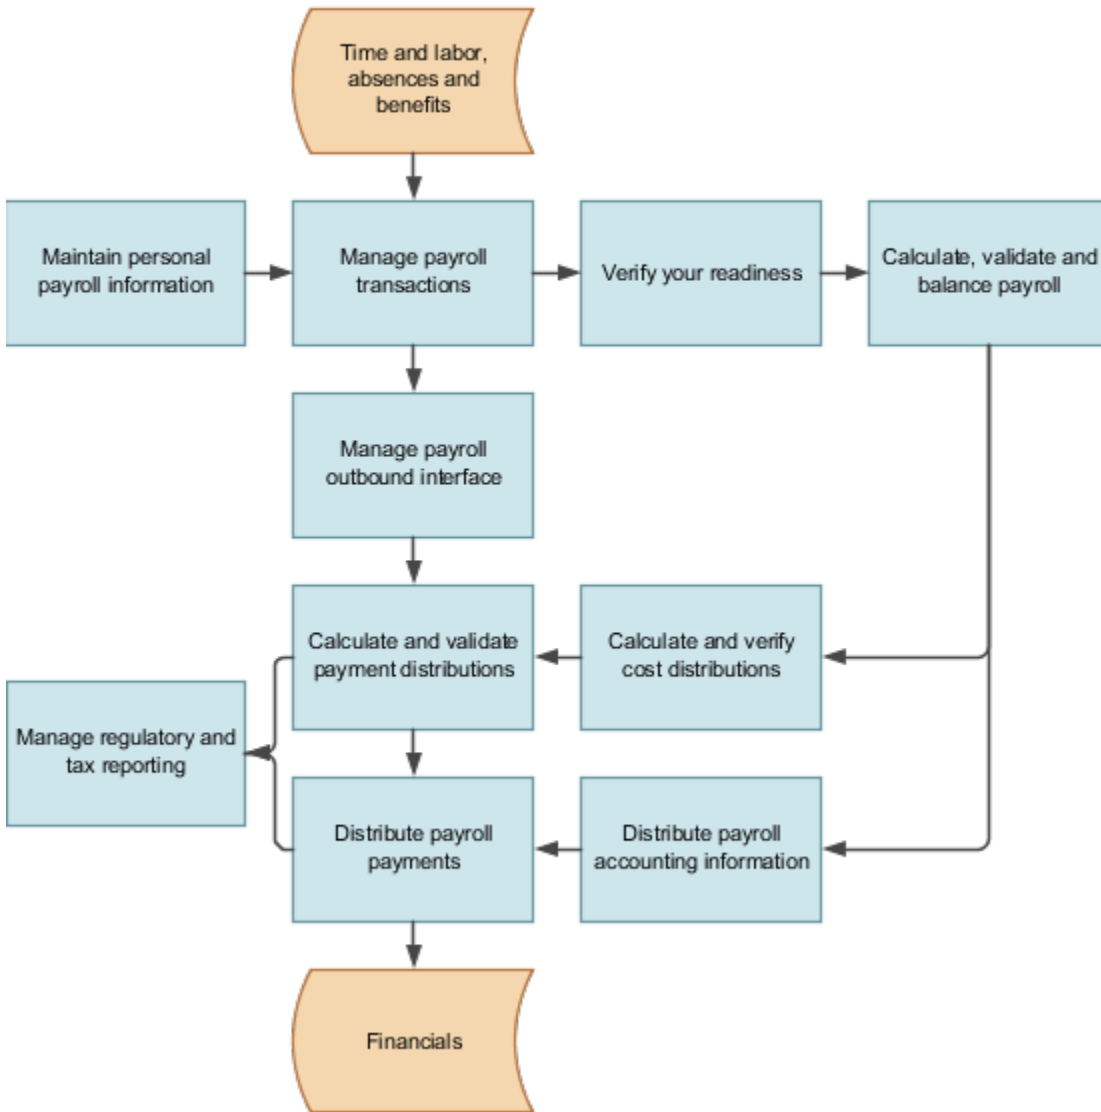 Time and labor,
absences and
benefits
Maintain personal
payroll information
Manage payroll
transactions
Verify your readiness
Calculate, validate and
balance payroll
Manage payroll
outbound interface
Calculate and validate
payment distributions
Calculate and verify
cost distributions
Manage regulatory and
tax reporting
Distribute payroll
payments
Distribute payroll
accounting information
Financials